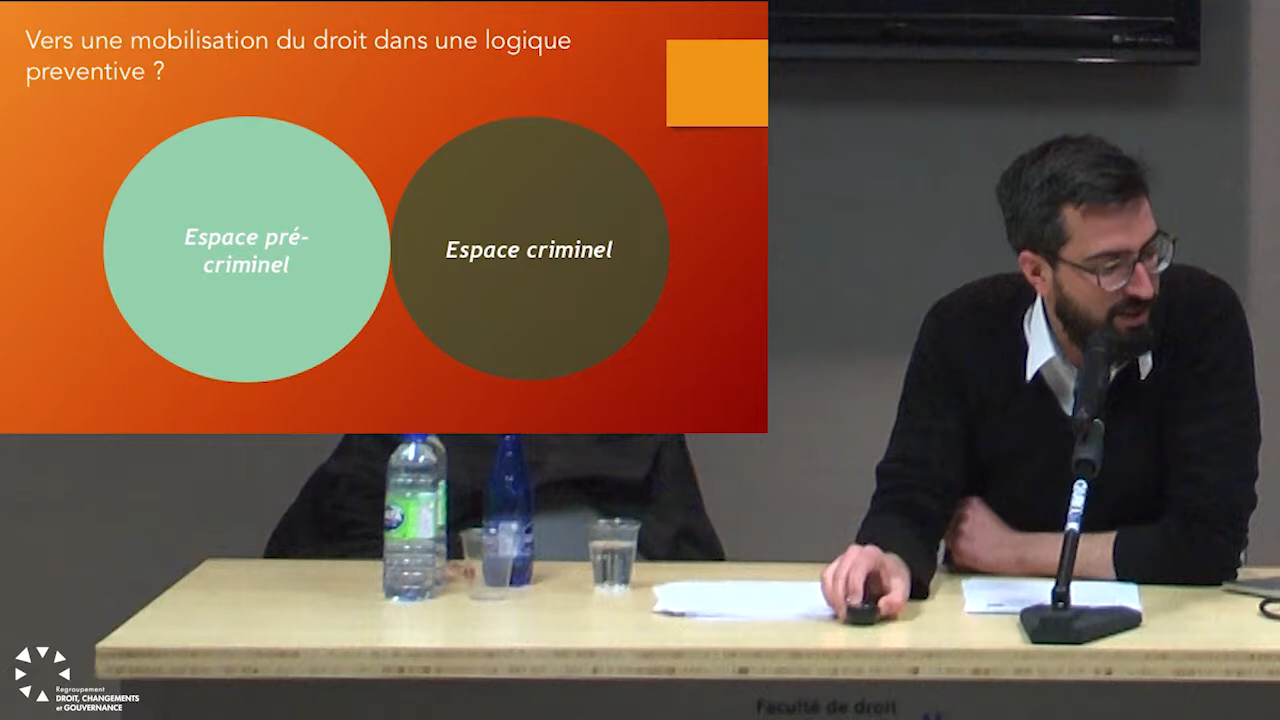 Vers une mobilisation du droit dans une logique
preventive ?
Espace pré-
criminel
Espace criminel
Regroupement
DROIT, CHANGEMENTS
et GOUVERNANCE
Faculté de droit